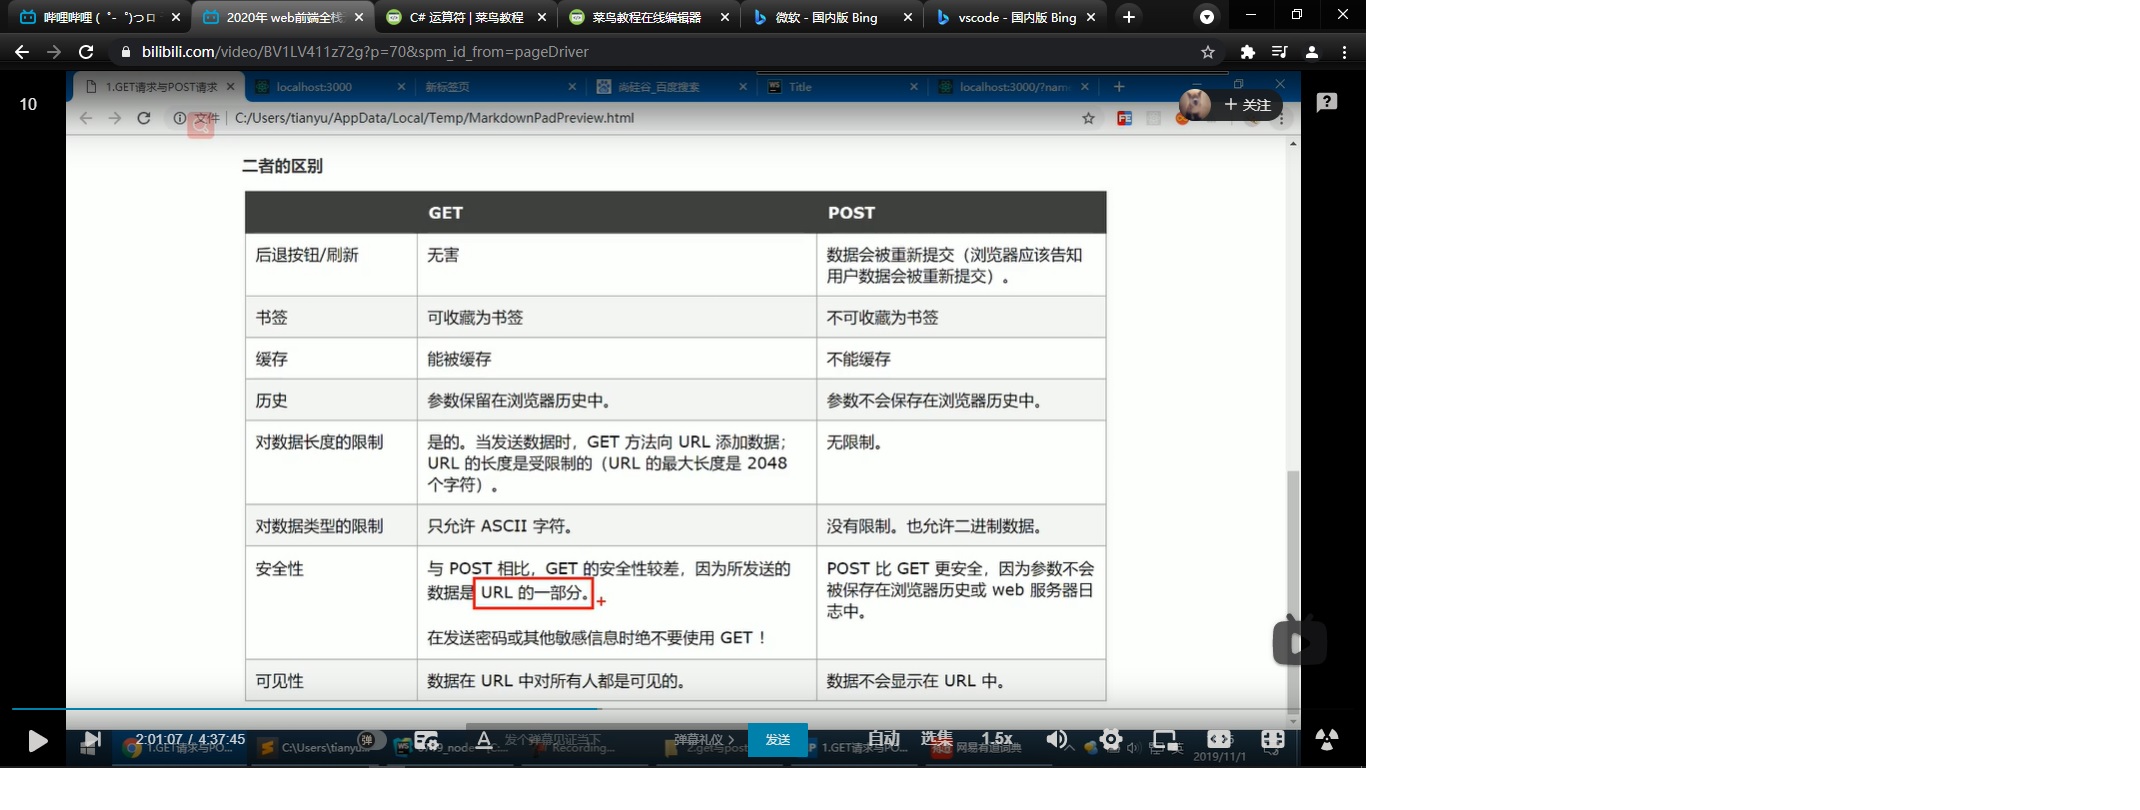 哔哩哔哩 ( ゜- ゜)つロ
2020年 web前端全栈
C# 运算符 | 菜鸟教程
菜鸟教程在线编辑器
微软 - 国内版 Bing
vscode - 国内版 Bing
bilibili.com/video/BV1LV411z72g?p=70&spm_id_from=pageDriver
10
1.GET请求与POST请求
localhost:3000
新标签页
尚硅谷_百度搜索
Title
localhost:3000/?nam
+ 关注
文件
C:/Users/tianyu/AppData/Local/Temp/MarkdownPadPreview.html
二者的区别
GET POST
后退按钮/刷新 无害 数据会被重新提交（浏览器应该告知
用户数据会被重新提交）。
书签 可收藏为书签 不可收藏为书签
缓存 能被缓存 不能缓存
历史 参数保留在浏览器历史中。 参数不会保存在浏览器历史中。
对数据长度的限制 是的。当发送数据时，GET 方法向 URL 添加数据； 无限制。
URL 的长度是受限制的（URL 的最大长度是 2048
个字符）。
对数据类型的限制 只允许 ASCII 字符。 没有限制。也允许二进制数据。
安全性 与 POST 相比，GET 的安全性较差，因为所发送的 POST 比 GET 更安全，因为参数不会
数据是 URL 的一部分。 被保存在浏览器历史或 web 服务器日
志中。
在发送密码或其他敏感信息时绝不要使用 GET ！
可见性 数据在 URL 中对所有人都是可见的。 数据不会显示在 URL 中。
2:01:07 / 4:37:45
弹
发个弹幕见证当下
弹幕礼仪 >
发送
自动
选集
1.5x
1.GET请求与PO...
C:\Users\tianyu...
Recording...
2.get与post
1.GET请求与PO...
网易有道词典
英
2019/11/1